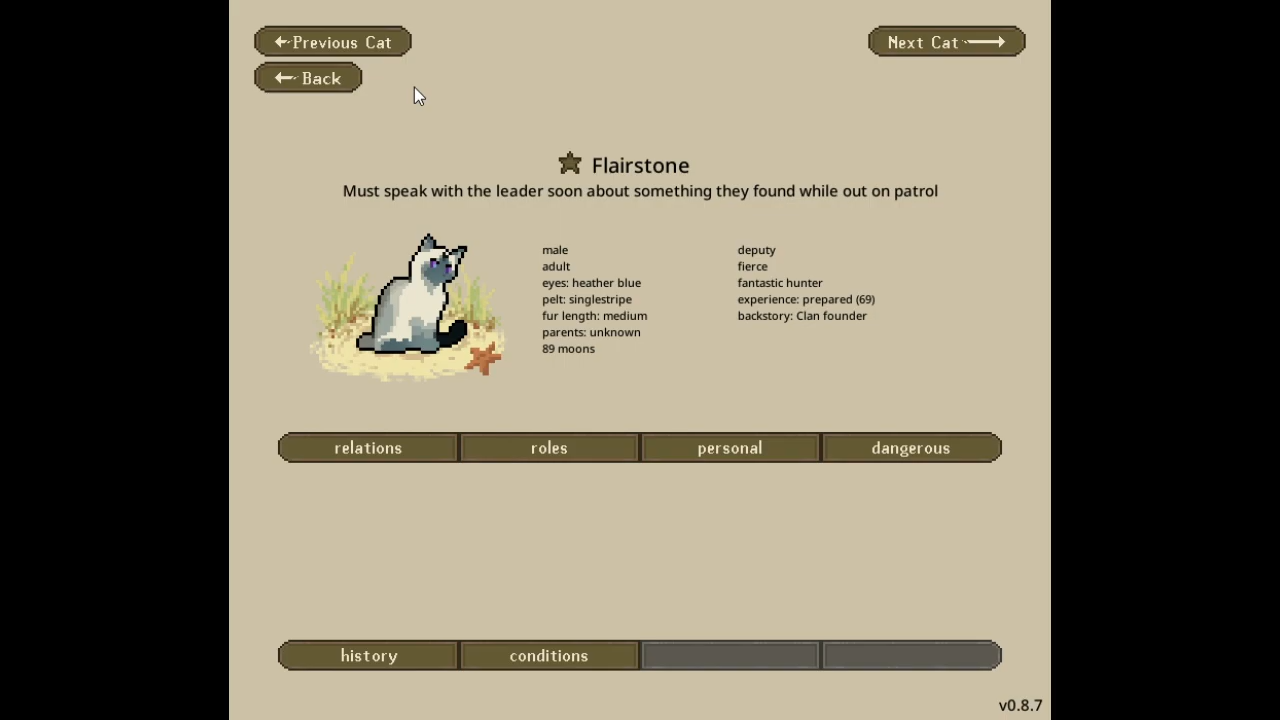 Previous Cat
Next Cat
Back
Flairstone
Must speak with the leader soon about something they found while out on patrol
male
adult
eyes: heather blue
pelt: singlestripe
fur length: medium
parents: unknown
89 moons
deputy
fierce
fantastic hunter
experience: prepared (69)
backstory: Clan founder
relations
roles
personal
dangerous
history
conditions
v0.8.7